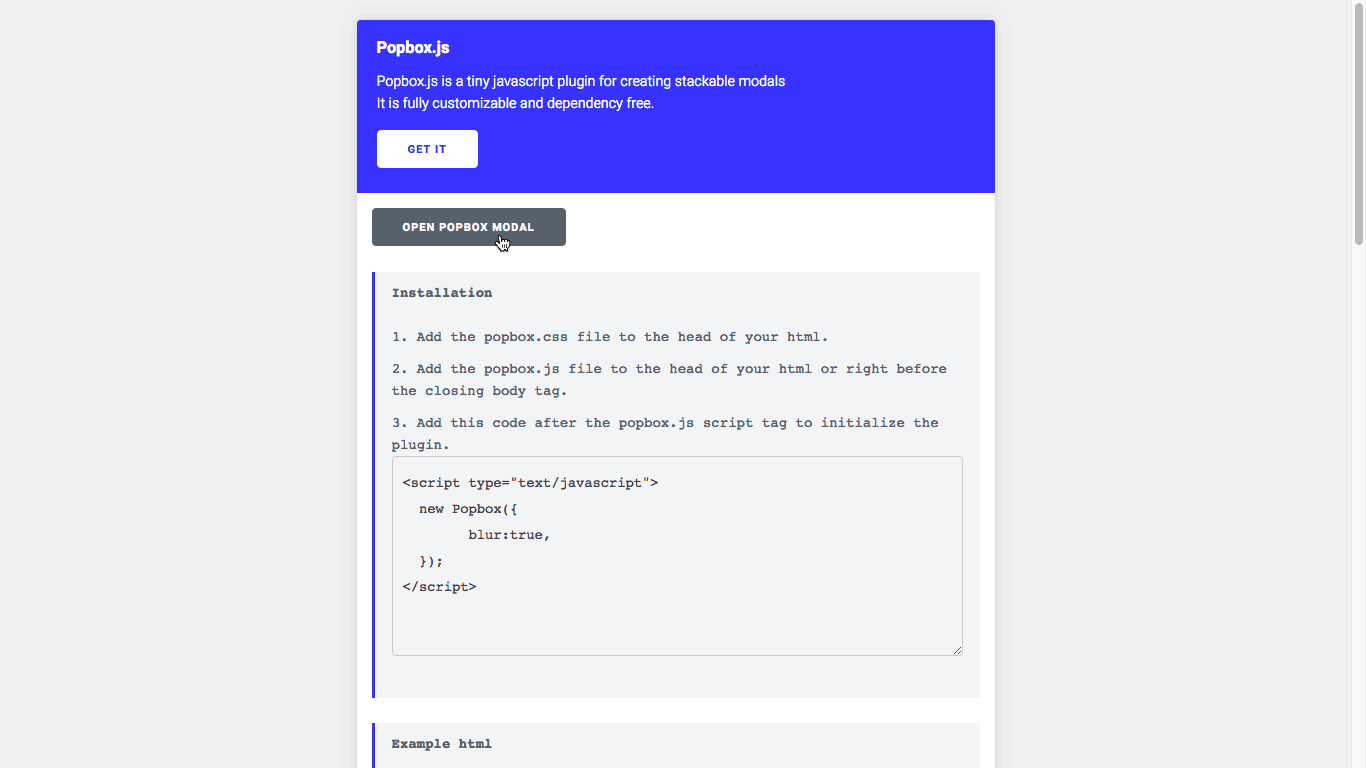 Popbox.js
Popbox.js is a tiny javascript plugin for creating stackable modals
It is fully customizable and dependency free.
GET IT
OPEN POPBOX MODAL
Installation
1. Add the popbox.css file to the head of your html.
2. Add the popbox.js file to the head of your html or right before
the closing body tag.
3. Add this code after the popbox.js script tag to initialize the
plugin.
<script type="text/javascript">
new Popbox({
blur:true,
});
</script>
Example html